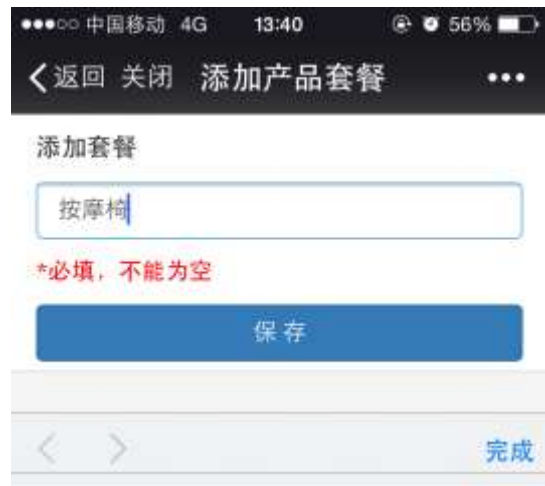 中国移动 4G 13:40 56%
返回 关闭 添加产品套餐
添加套餐
按摩椅
*必填，不能为空
保存
完成